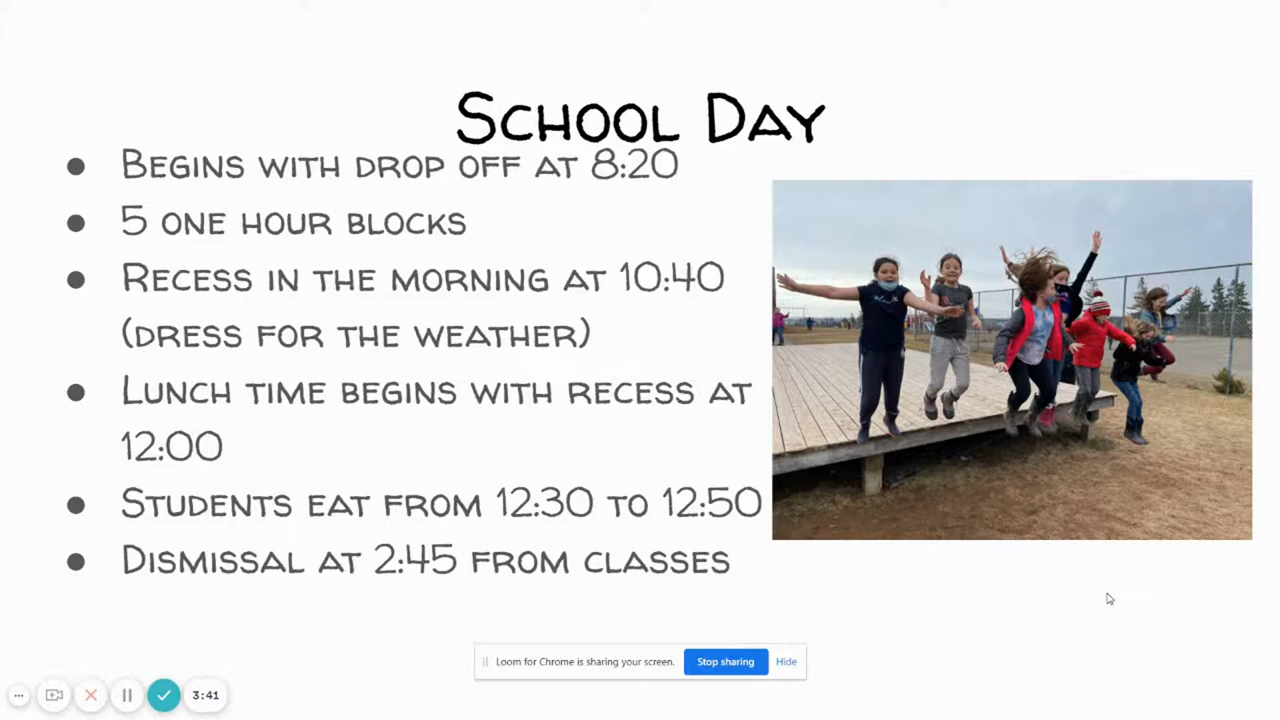 School Day
● Begins with drop off at 8:20
● 5 one hour blocks
● Recess in the morning at 10:40
(dress for the weather)
● Lunch time begins with recess at
12:00
● Students eat from 12:30 to 12:50
● Dismissal at 2:45 from classes
Loom for Chrome is sharing your screen. Stop sharing Hide
3:41